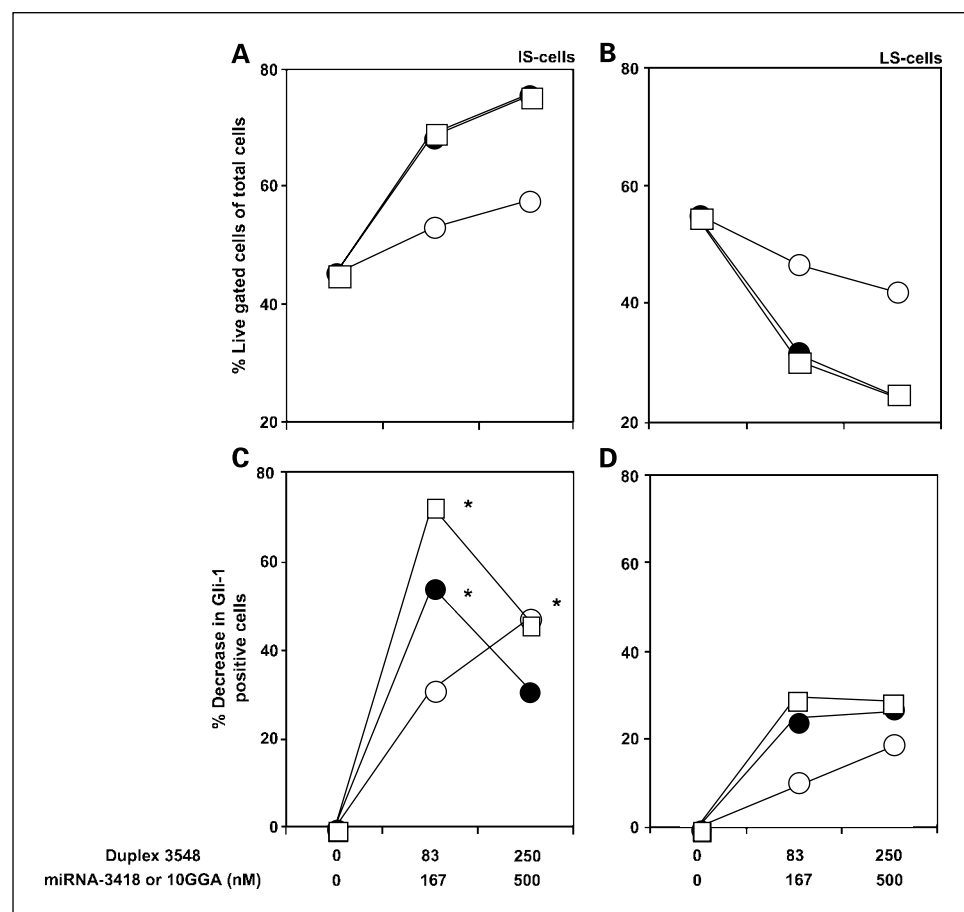 A
IS-cells
B
LS-cells
80
60
40
20
% Live gated cells of total cells
80
60
40
20
C
D
80
60
40
20
0
% Decrease in Gli-1
positive cells
*
*
*
80
60
40
20
0
Duplex 3548 0 83 250 0 83 250
miRNA-3418 or 10GGA (nM) 0 167 500 0 167 500